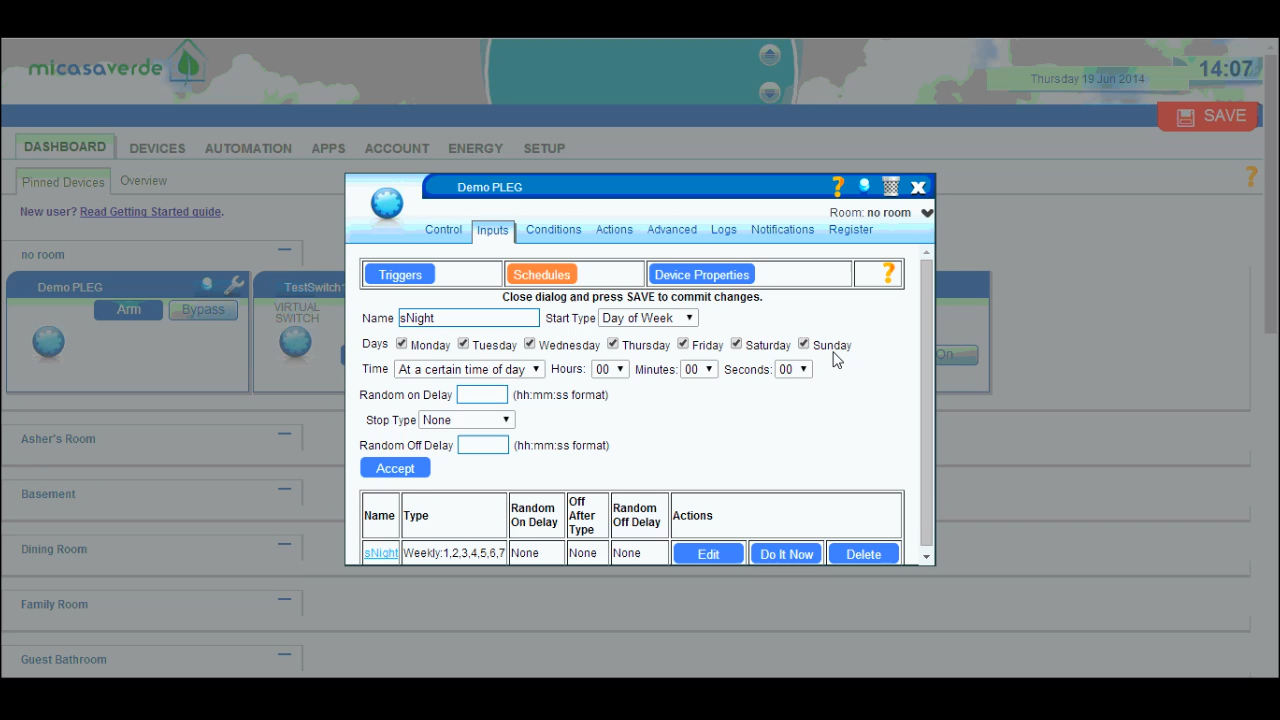 micasaverde
Thursday 19 Jun 2014
14:07
SAVE
DASHBOARD DEVICES AUTOMATION APPS ACCOUNT ENERGY SETUP
Pinned Devices Overview
?
New user? Read Getting Started guide.
no room
Demo PLEG
Arm Bypass
TestSwitch1
VIRTUAL
SWITCH
On
Asher's Room
Basement
Dining Room
Family Room
Guest Bathroom
Demo PLEG
?
X
Room: no room
Control Inputs Conditions Actions Advanced Logs Notifications Register
Triggers Schedules Device Properties ?
Close dialog and press SAVE to commit changes.
Name sNight Start Type Day of Week
Days Monday Tuesday Wednesday Thursday Friday Saturday Sunday
Time At a certain time of day Hours: 00 Minutes: 00 Seconds: 00
Random on Delay (hh:mm:ss format)
Stop Type None
Random Off Delay (hh:mm:ss format)
Accept
Name Type Random On Delay Off After Type Random Off Delay Actions
sNight Weekly:1,2,3,4,5,6,7 None None None Edit Do It Now Delete